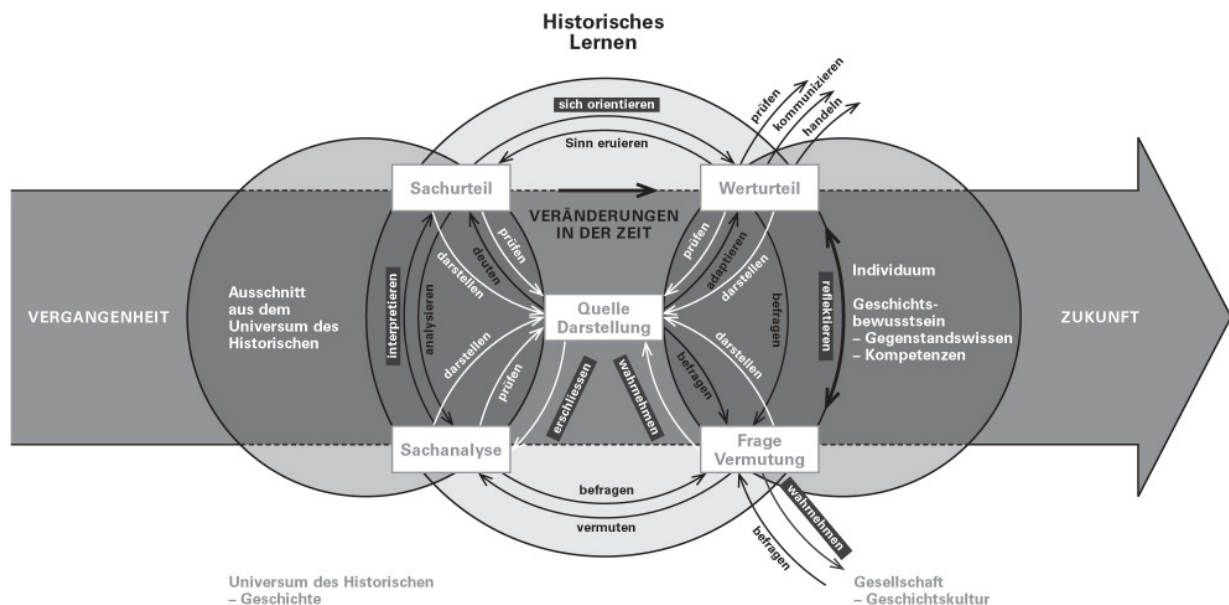 Historisches
Lernen
prüfen
kommunizieren
handeln
sich orientieren
Sinn eruieren
Sachurteil
Werturteil
VERÄNDERUNGEN
IN DER ZEIT
prüfen
deuten
darstellen
prüfen
adaptieren
darstellen
VERGANGENHEIT
Ausschnitt
aus dem
Universum des
Historischen
interpretieren
analysieren
Quelle
Darstellung
befragen
reflektieren
Individuum
Geschichts-
bewusstsein
– Gegenstandswissen
– Kompetenzen
ZUKUNFT
darstellen
prüfen
erschliessen
wahrnehmen
befragen
darstellen
Sachanalyse
Frage
Vermutung
befragen
vermuten
wahrnehmen
befragen
Universum des Historischen
– Geschichte
Gesellschaft
– Geschichtskultur